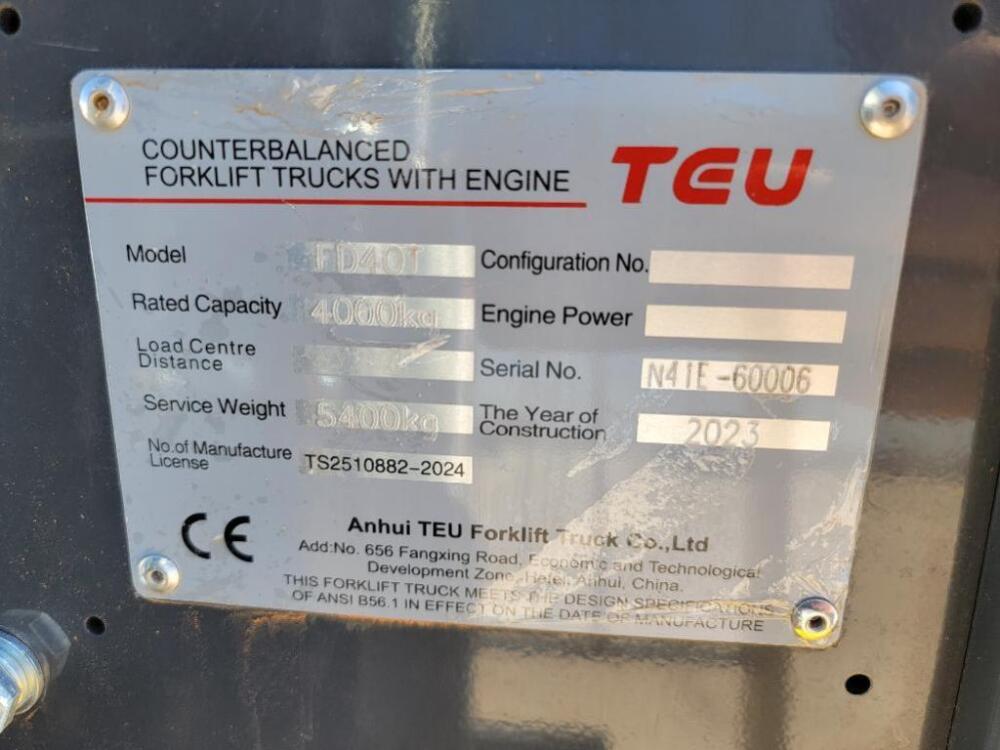 COUNTERBALANCED
FORKLIFT TRUCKS WITH ENGINE
TEU
Model FD40T
Configuration No.
Rated Capacity 4000kg
Engine Power
Load Centre
Distance
Serial No. N41E-60006
Service Weight 5400kg
The Year of
Construction 2023
No.of Manufacture
License TS2510882-2024
CE
Anhui TEU Forklift Truck Co.,Ltd
Add:No. 656 Fangxing Road, Economic and Technological
Development Zone, Hefei, Anhui, China.
THIS FORKLIFT TRUCK MEETS THE DESIGN SPECIFICATIONS
OF ANSI B56.1 IN EFFECT ON THE DATE OF MANUFACTURE